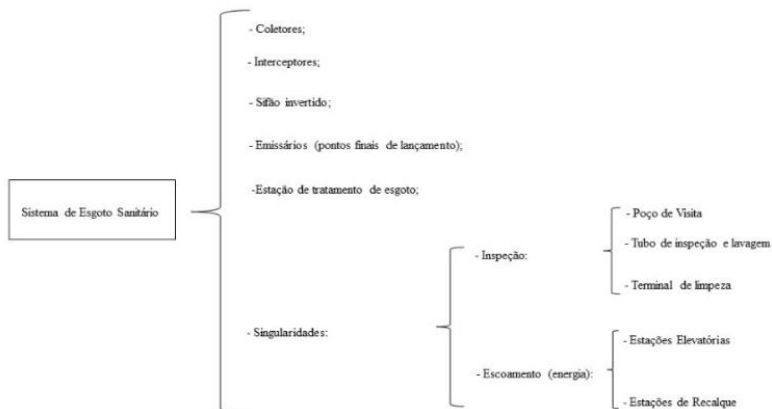 - Coletores;
- Interceptores;
- Sifão invertido;
- Emissários (pontos finais de lançamento);
-Estação de tratamento de esgoto;
Sistema de Esgoto Sanitário
- Singularidades:
- Inspeção:
- Poço de Visita
- Tubo de inspeção e lavagem
- Terminal de limpeza
- Escoamento (energia):
- Estações Elevatórias
- Estações de Recalque